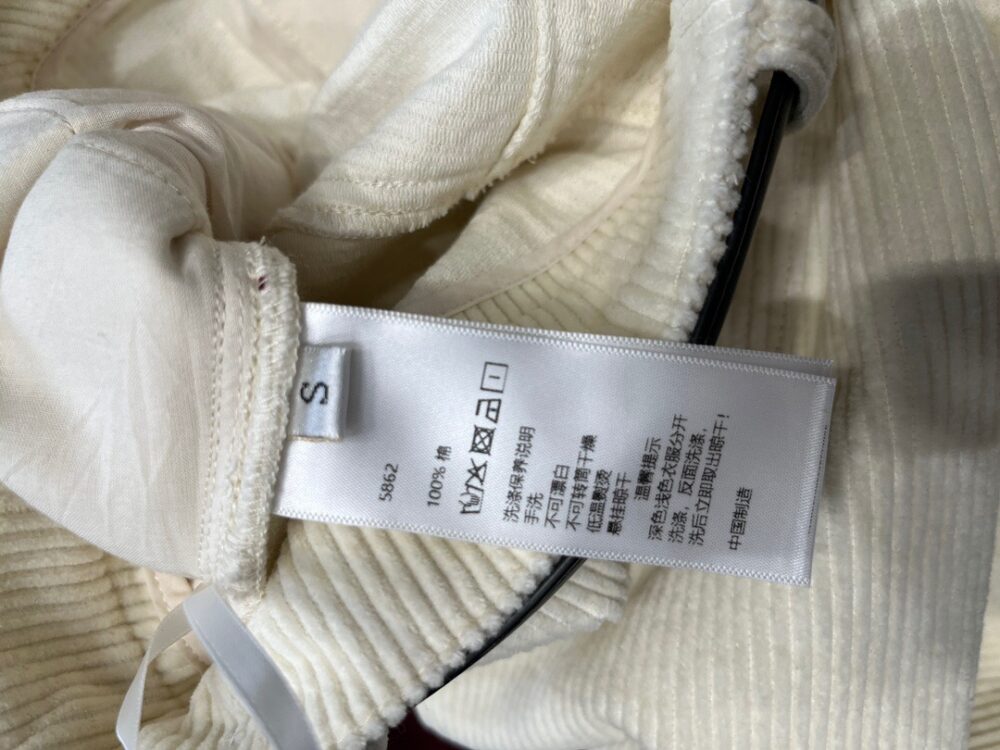 S
5862
100% 棉
洗涤保养说明
手洗
不可漂白
不可转筒干燥
低温熨烫
悬挂晾干
温馨提示
深色浅色衣服分开
洗涤，反面洗涤，
洗后立即取出晾干！
中国制造